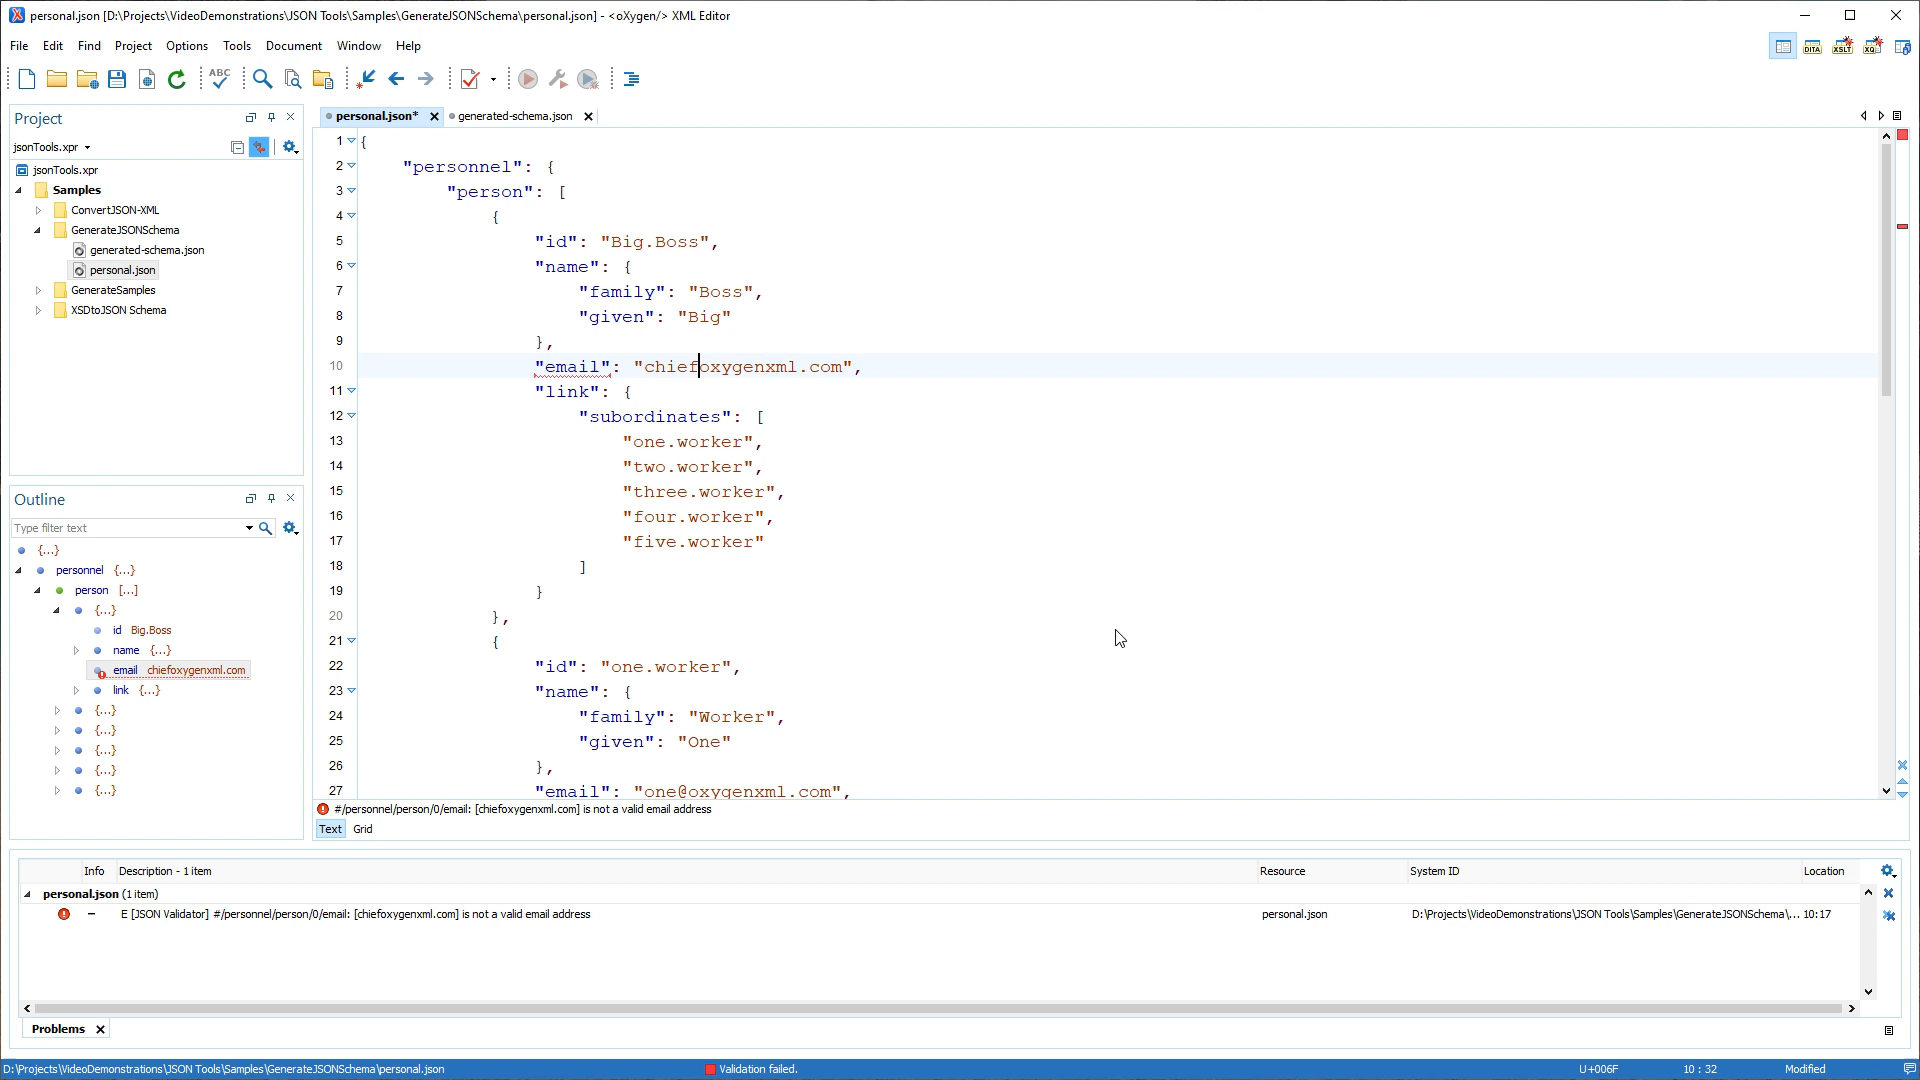 personal.json [D:\Projects\VideoDemonstrations\JSON Tools\Samples\GenerateJSONSchema\personal.json] - <oXygen/> XML Editor
File Edit Find Project Options Tools Document Window Help
DITA XSLT XQ
ABC
Project
jsonTools.xpr
jsonTools.xpr
Samples
ConvertJSON-XML
GenerateJSONSchema
generated-schema.json
personal.json
GenerateSamples
XSDtoJSON Schema
Outline
Type filter text
{...}
personnel {...}
person [...]
{...}
id Big.Boss
name {...}
email chiefoxygenxml.com
link {...}
{...}
{...}
{...}
{...}
{...}
personal.json* generated-schema.json
1 {
2 "personnel": {
3 "person": [
4 {
5 "id": "Big.Boss",
6 "name": {
7 "family": "Boss",
8 "given": "Big"
9 },
10 "email": "chiefoxygenxml.com",
11 "link": {
12 "subordinates": [
13 "one.worker",
14 "two.worker",
15 "three.worker",
16 "four.worker",
17 "five.worker"
18 ]
19 }
20 },
21 {
22 "id": "one.worker",
23 "name": {
24 "family": "Worker",
25 "given": "One"
26 },
27 "email": "one@oxygenxml.com",
#/personnel/person/0/email: [chiefoxygenxml.com] is not a valid email address
Text Grid
Info Description - 1 item Resource System ID Location
personal.json (1 item)
E [JSON Validator] #/personnel/person/0/email: [chiefoxygenxml.com] is not a valid email address personal.json D:\Projects\VideoDemonstrations\JSON Tools\Samples\GenerateJSONSchema\... 10:17
Problems
D:\Projects\VideoDemonstrations\JSON Tools\Samples\GenerateJSONSchema\personal.json Validation failed. U+006F 10 : 32 Modified